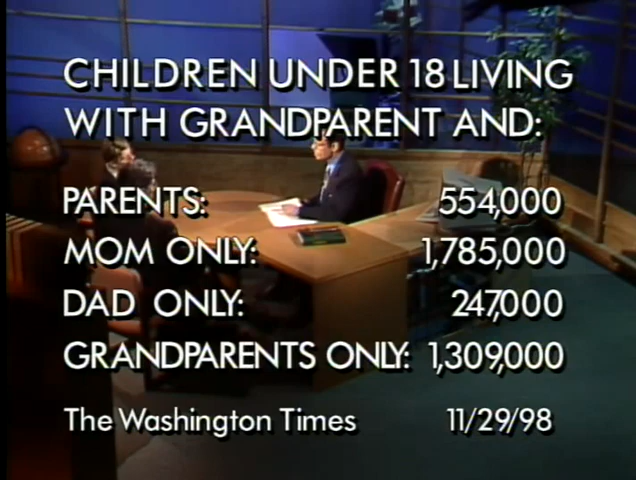 CHILDREN UNDER 18 LIVING
WITH GRANDPARENT AND:
PARENTS: 554,000
MOM ONLY: 1,785,000
DAD ONLY: 247,000
GRANDPARENTS ONLY: 1,309,000
The Washington Times 11/29/98